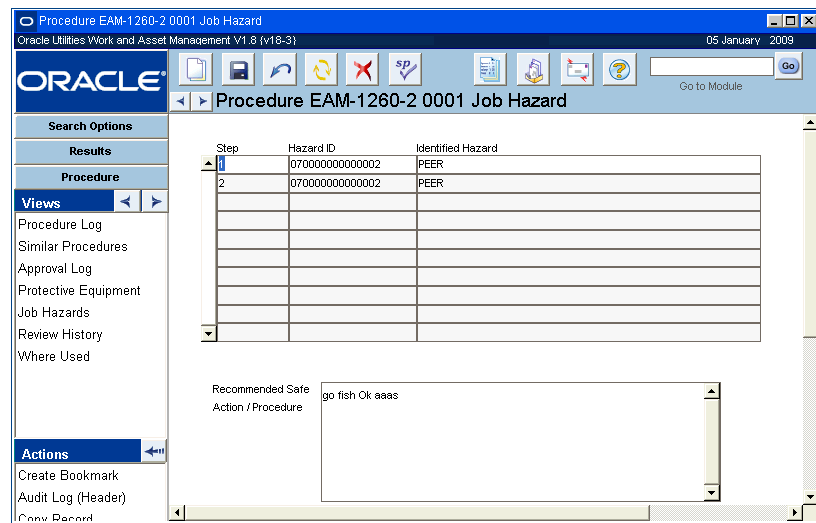 Procedure EAM-1260-2 0001 Job Hazard
Oracle Utilities Work and Asset Management V1.8 {v18-3} 05 January 2009
ORACLE
sp
Go
Go to Module
Procedure EAM-1260-2 0001 Job Hazard
Search Options
Results
Procedure
Views
Procedure Log
Similar Procedures
Approval Log
Protective Equipment
Job Hazards
Review History
Where Used
Actions
Create Bookmark
Audit Log (Header)
Copy Record
Step Hazard ID Identified Hazard
1 070000000000002 PEER
2 070000000000002 PEER
Recommended Safe
Action / Procedure
go fish Ok aaas